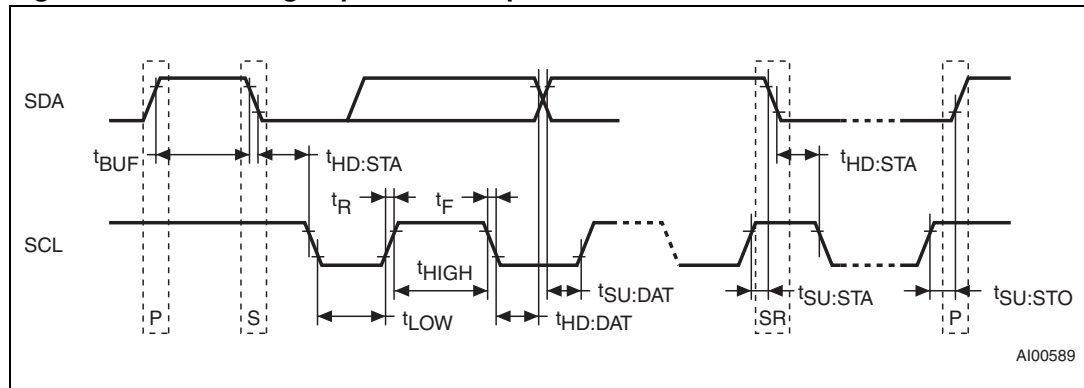 SDA
tBUF
tHD:STA
tHD:STA
tR
tF
SCL
tHIGH
tSU:DAT
tSU:STA
tSU:STO
tLOW
tHD:DAT
P
S
SR
P
AI00589